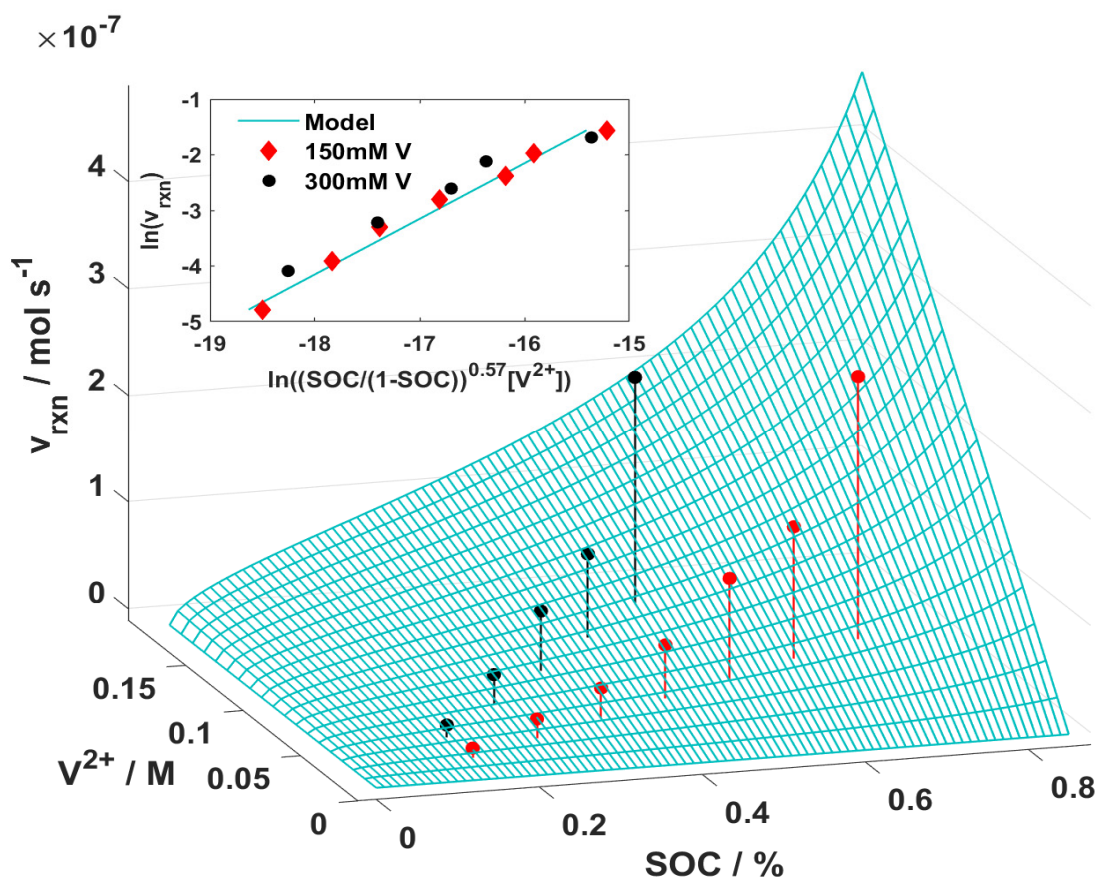 ×10⁻⁷
4
3
2
1
0
v_rxn / mol s⁻¹
-1
-2
-3
-4
-5
ln(v_rxn)
Model
150mM V
300mM V
-19 -18 -17 -16 -15
ln((SOC/(1-SOC))^0.57[V²⁺])
0.15
0.1
0.05
0
V²⁺ / M
0
0.2
0.4
0.6
0.8
SOC / %